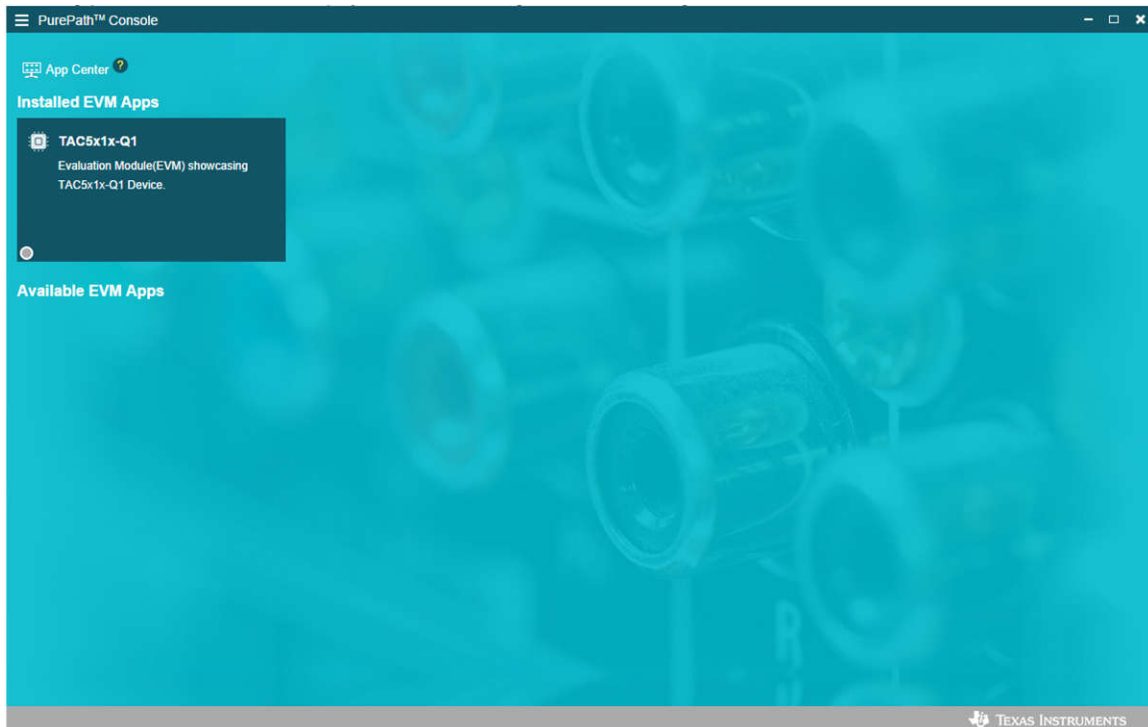 PurePath™ Console
App Center ?
Installed EVM Apps
TAC5x1x-Q1
Evaluation Module(EVM) showcasing
TAC5x1x-Q1 Device.
Available EVM Apps
R
TEXAS INSTRUMENTS